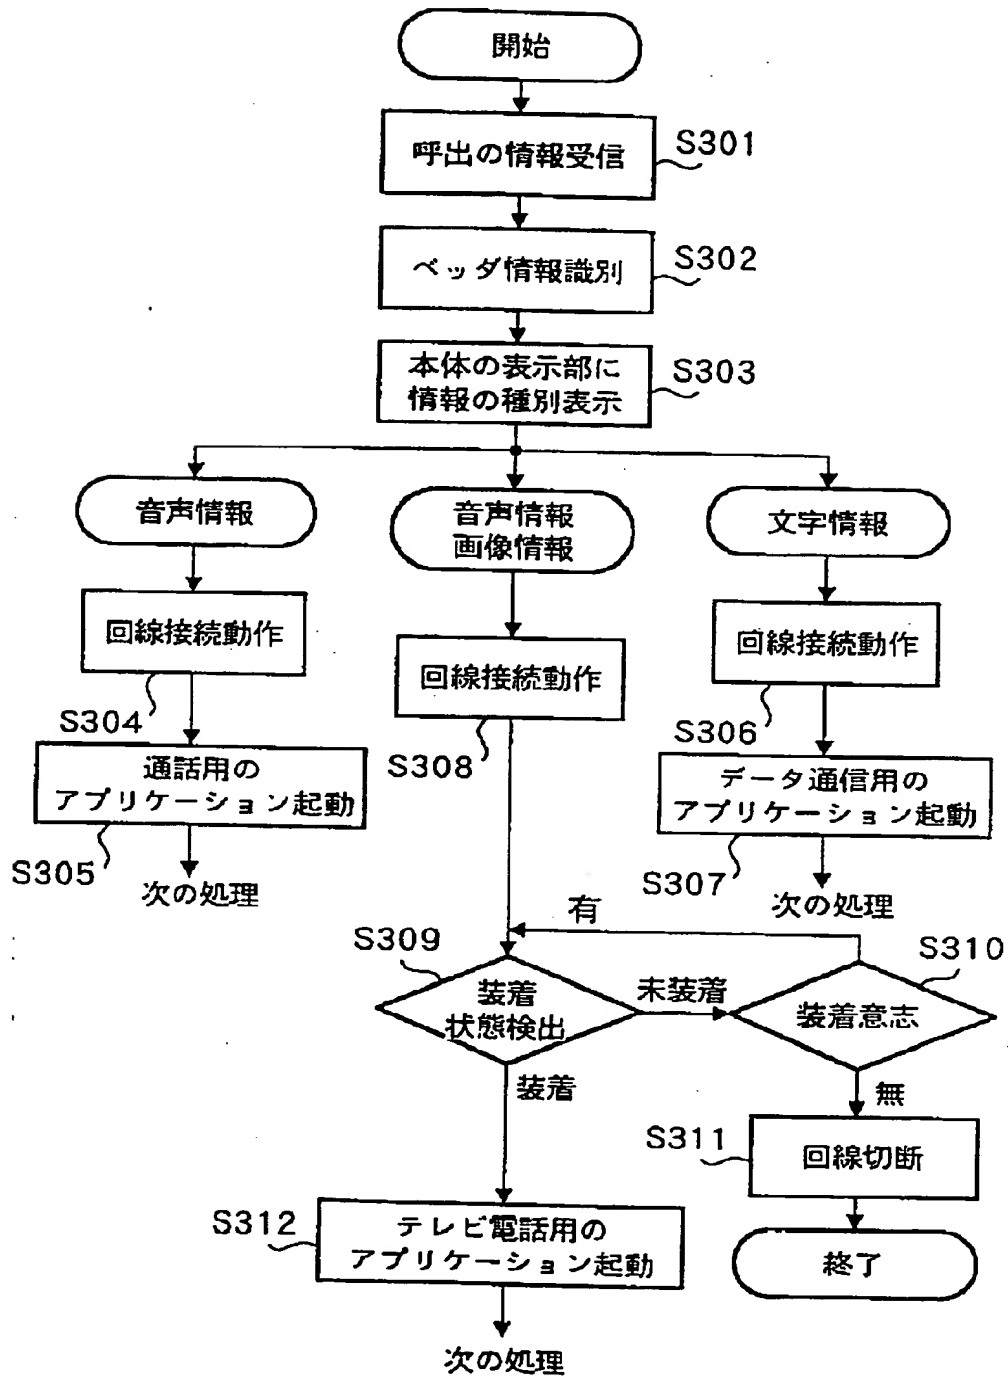 開始
呼出の情報受信
S301
ベッダ情報識別
S302
本体の表示部に
情報の種別表示
S303
音声情報
音声情報
画像情報
文字情報
回線接続動作
S304
回線接続動作
S308
回線接続動作
S306
通話用の
アプリケーション起動
S305
次の処理
データ通信用の
アプリケーション起動
S307
次の処理
有
S309
装着
状態検出
未装着
S310
装着意志
装着
無
S311
回線切断
S312
テレビ電話用の
アプリケーション起動
終了
次の処理